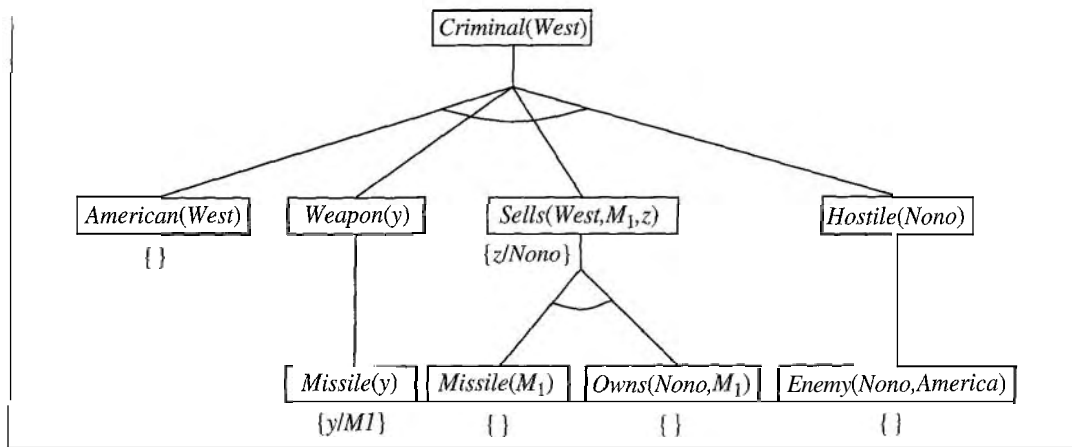 Criminal(West)
American(West) Weapon(y) Sells(West,M₁,z) Hostile(Nono)
{ } {z/Nono}
Missile(y) Missile(M₁) Owns(Nono,M₁) Enemy(Nono,America)
{y/M1} { } { } { }